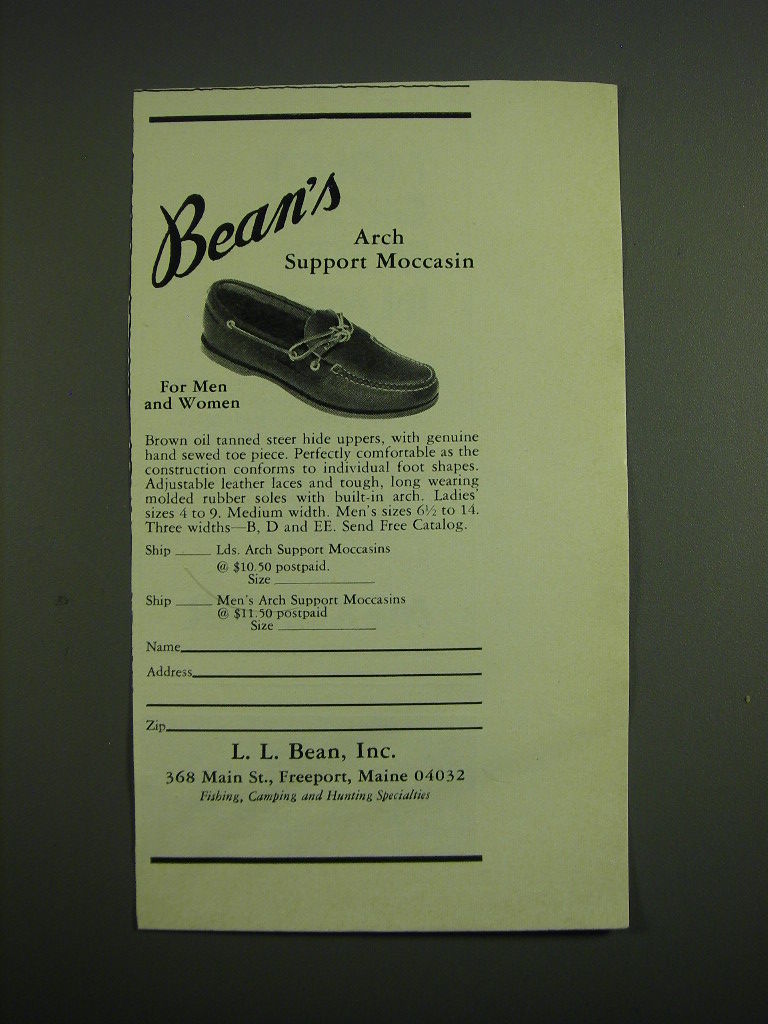 Bean's
Arch
Support Moccasin
For Men
and Women
Brown oil tanned steer hide uppers, with genuine
hand sewed toe piece. Perfectly comfortable as the
construction conforms to individual foot shapes.
Adjustable leather laces and tough, long wearing
molded rubber soles with built-in arch. Ladies'
sizes 4 to 9. Medium width. Men's sizes 6½ to 14.
Three widths—B, D and EE. Send Free Catalog.
Ship _____ Lds. Arch Support Moccasins
@ $10.50 postpaid.
Size _______________
Ship _____ Men's Arch Support Moccasins
@ $11.50 postpaid
Size _______________
Name
Address
Zip
L. L. Bean, Inc.
368 Main St., Freeport, Maine 04032
Fishing, Camping and Hunting Specialties